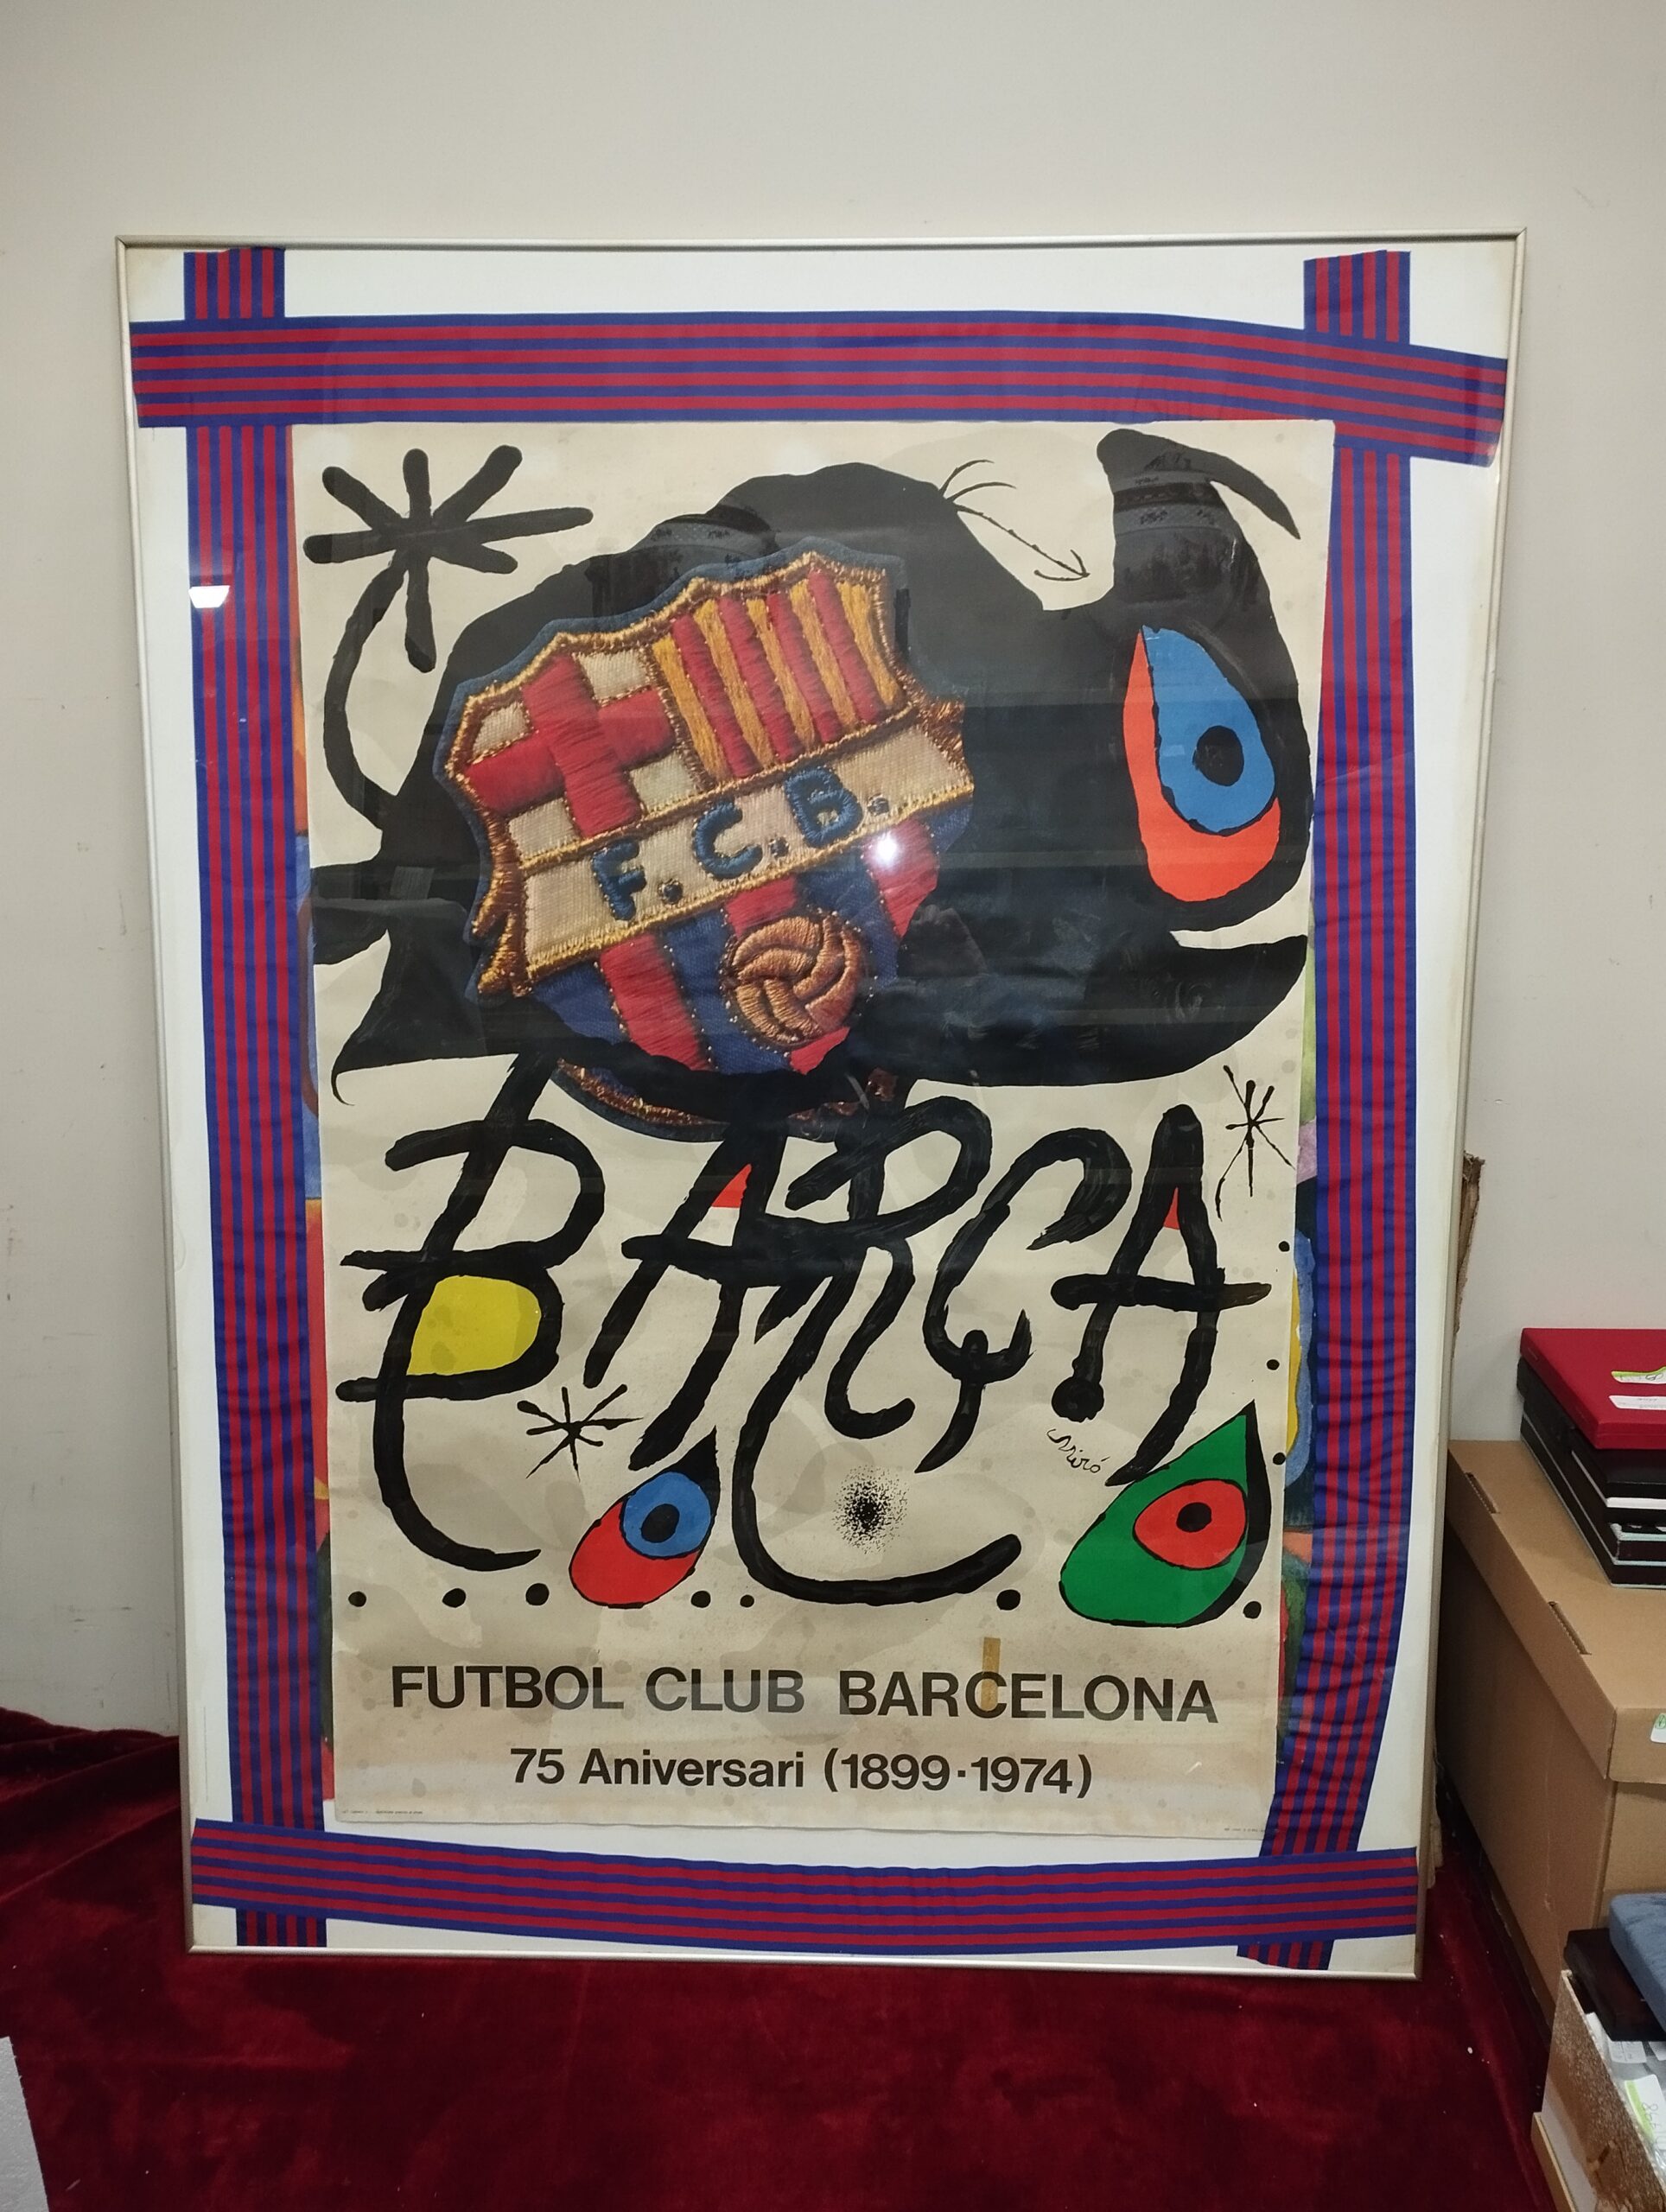 F.C.B.
BARÇA
Miró
FUTBOL CLUB BARCELONA
75 Aniversari (1899·1974)